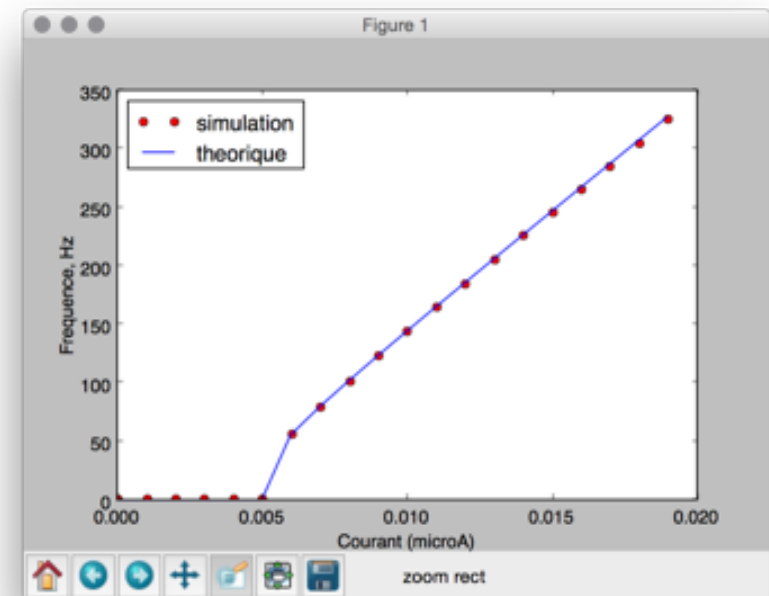 Figure 1
350
300
250
200
150
100
50
0
simulation
theorique
Frequence, Hz
0.000 0.005 0.010 0.015 0.020
Courant (microA)
zoom rect